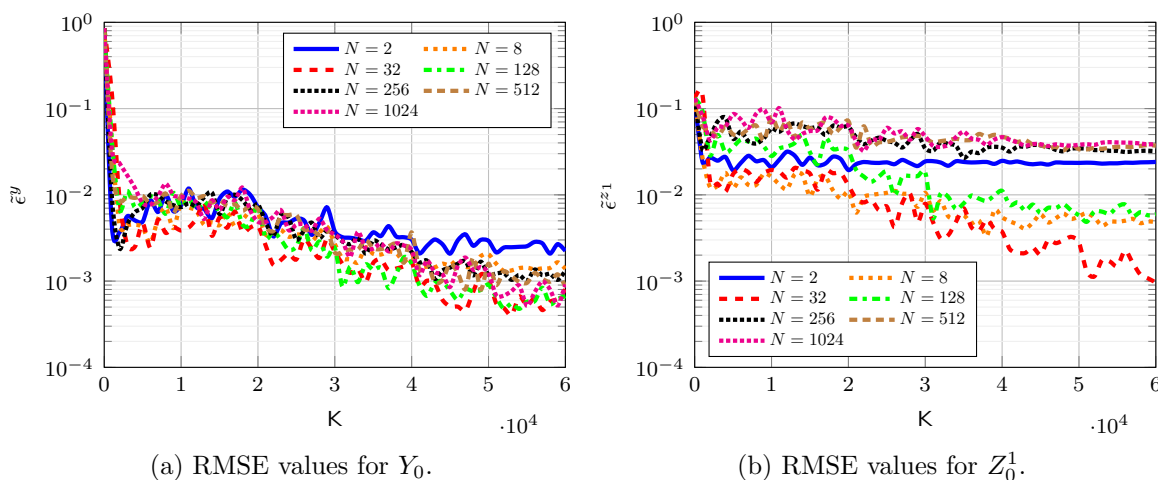 10^0
10^−1
10^−2
10^−3
10^−4
ϵ̃^y
N = 2
N = 8
N = 32
N = 128
N = 256
N = 512
N = 1024
0 1 2 3 4 5 6
K
·10^4
(a) RMSE values for Y_0.
10^0
10^−1
10^−2
10^−3
10^−4
ϵ̃^{z_1}
N = 2
N = 8
N = 32
N = 128
N = 256
N = 512
N = 1024
0 1 2 3 4 5 6
K
·10^4
(b) RMSE values for Z_0^1.